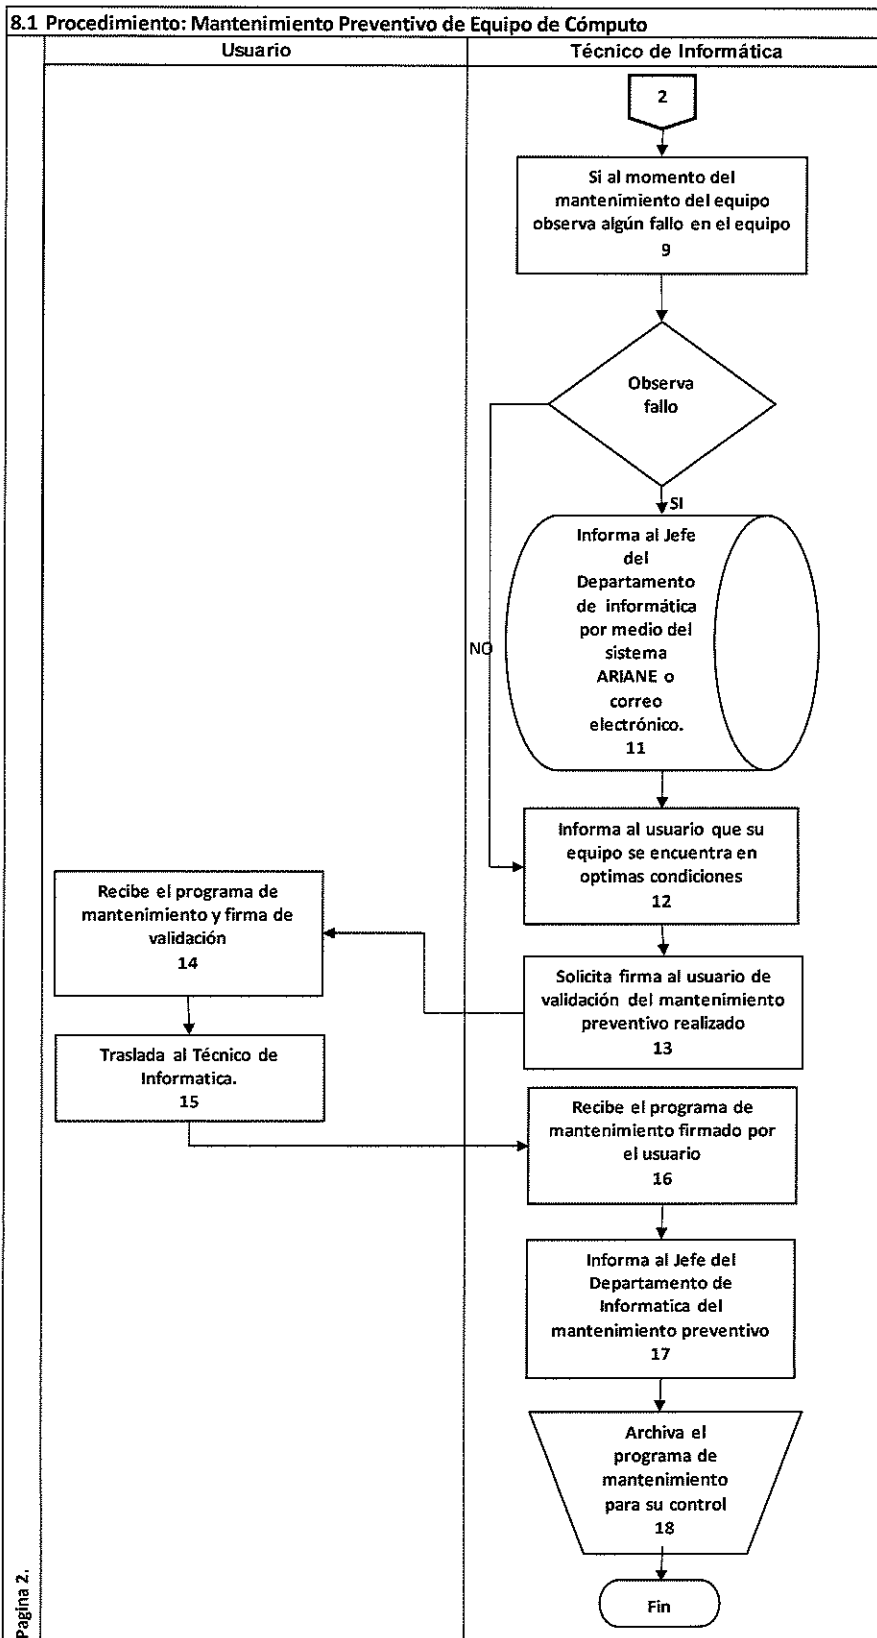 8.1 Procedimiento: Mantenimiento Preventivo de Equipo de Cómputo
Usuario
Técnico de Informática
2
Si al momento del
mantenimiento del equipo
observa algún fallo en el equipo
9
Observa
fallo
SI
NO
Informa al Jefe
del
Departamento
de informática
por medio del
sistema
ARIANE o
correo
electrónico.
11
Informa al usuario que su
equipo se encuentra en
optimas condiciones
12
Solicita firma al usuario de
validación del mantenimiento
preventivo realizado
13
Recibe el programa de
mantenimiento y firma de
validación
14
Traslada al Técnico de
Informatica.
15
Recibe el programa de
mantenimiento firmado por
el usuario
16
Informa al Jefe del
Departamento de
Informatica del
mantenimiento preventivo
17
Archiva el
programa de
mantenimiento
para su control
18
Fin
Pagina 2.